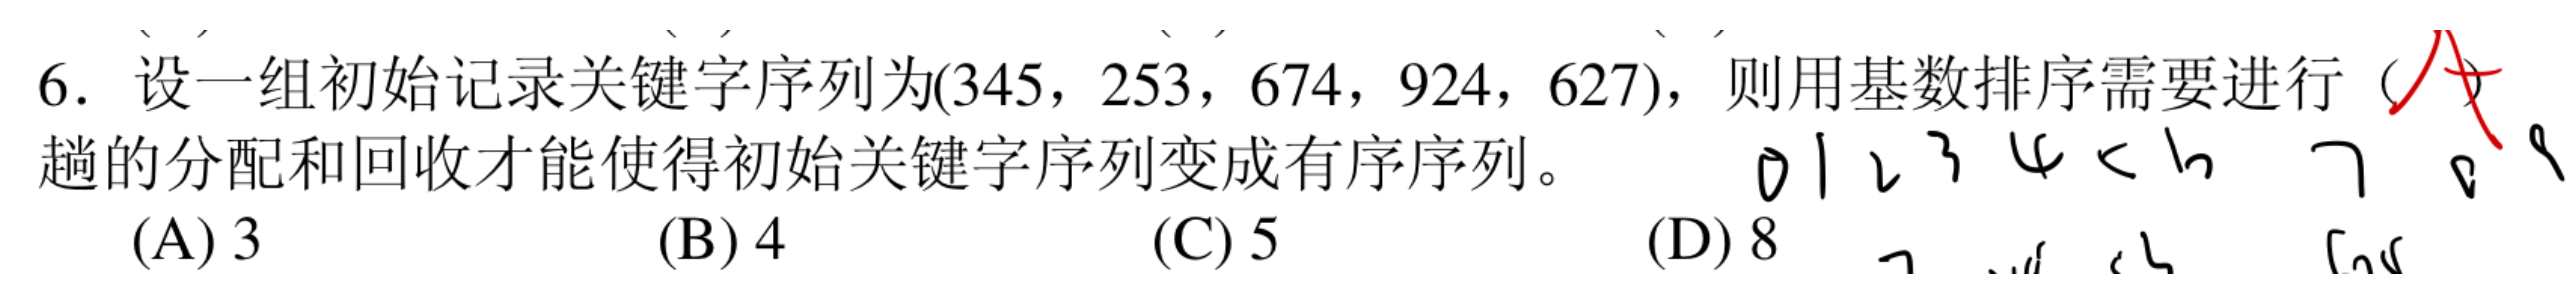 6. 设一组初始记录关键字序列为(345，253，674，924，627)，则用基数排序需要进行（A）
趟的分配和回收才能使得初始关键字序列变成有序序列。
0 1 2 3 4 5 6 7 8 9
(A) 3 (B) 4 (C) 5 (D) 8